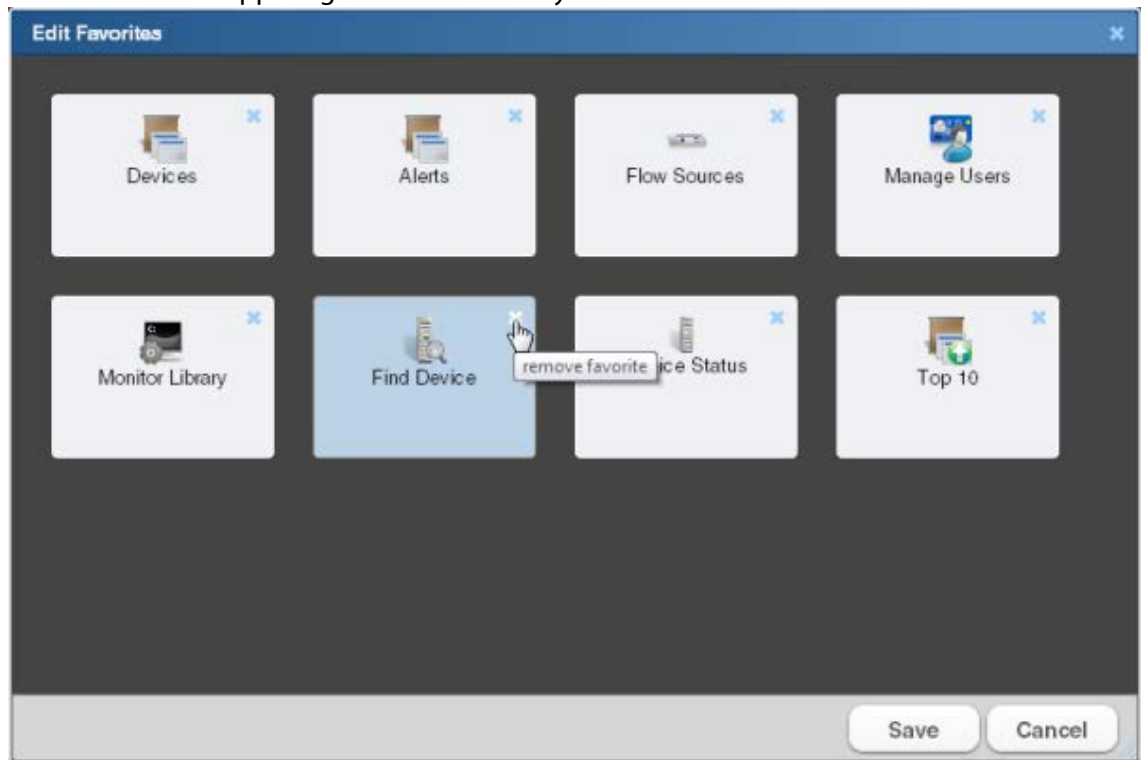 Edit Favorites
Devices
Alerts
Flow Sources
Manage Users
Monitor Library
Find Device
remove favorite
ice Status
Top 10
Save
Cancel